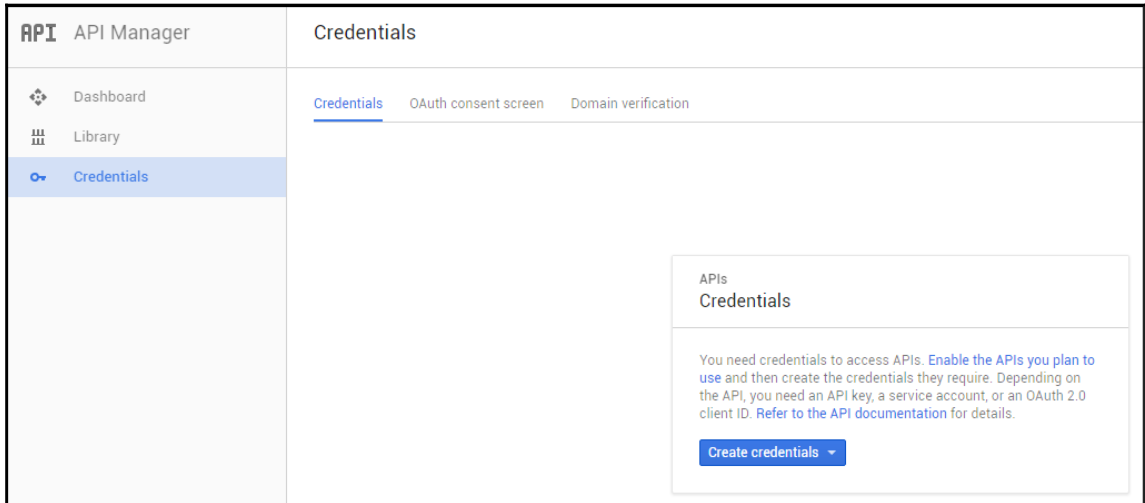 API API Manager
Credentials
Dashboard
Library
Credentials
Credentials OAuth consent screen Domain verification
APIs
Credentials
You need credentials to access APIs. Enable the APIs you plan to
use and then create the credentials they require. Depending on
the API, you need an API key, a service account, or an OAuth 2.0
client ID. Refer to the API documentation for details.
Create credentials